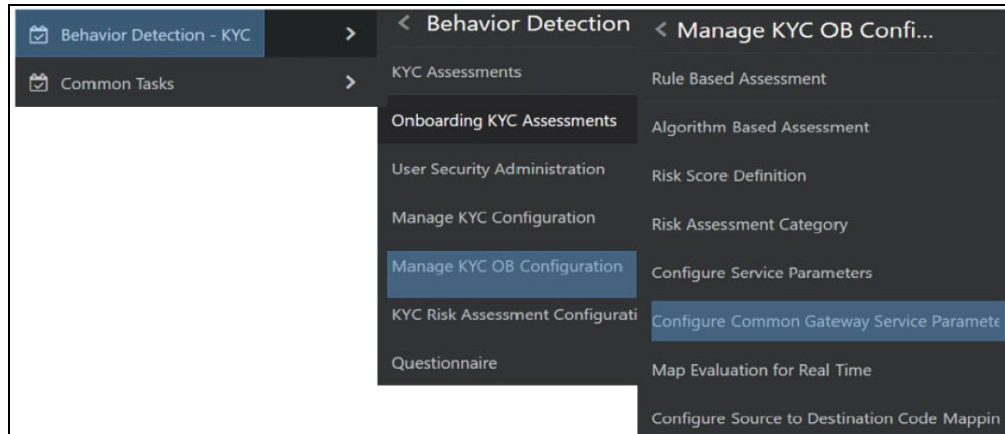 Behavior Detection - KYC
Common Tasks
Behavior Detection
KYC Assessments
Onboarding KYC Assessments
User Security Administration
Manage KYC Configuration
Manage KYC OB Configuration
KYC Risk Assessment Configurati
Questionnaire
Manage KYC OB Confi...
Rule Based Assessment
Algorithm Based Assessment
Risk Score Definition
Risk Assessment Category
Configure Service Parameters
Configure Common Gateway Service Paramete
Map Evaluation for Real Time
Configure Source to Destination Code Mappin